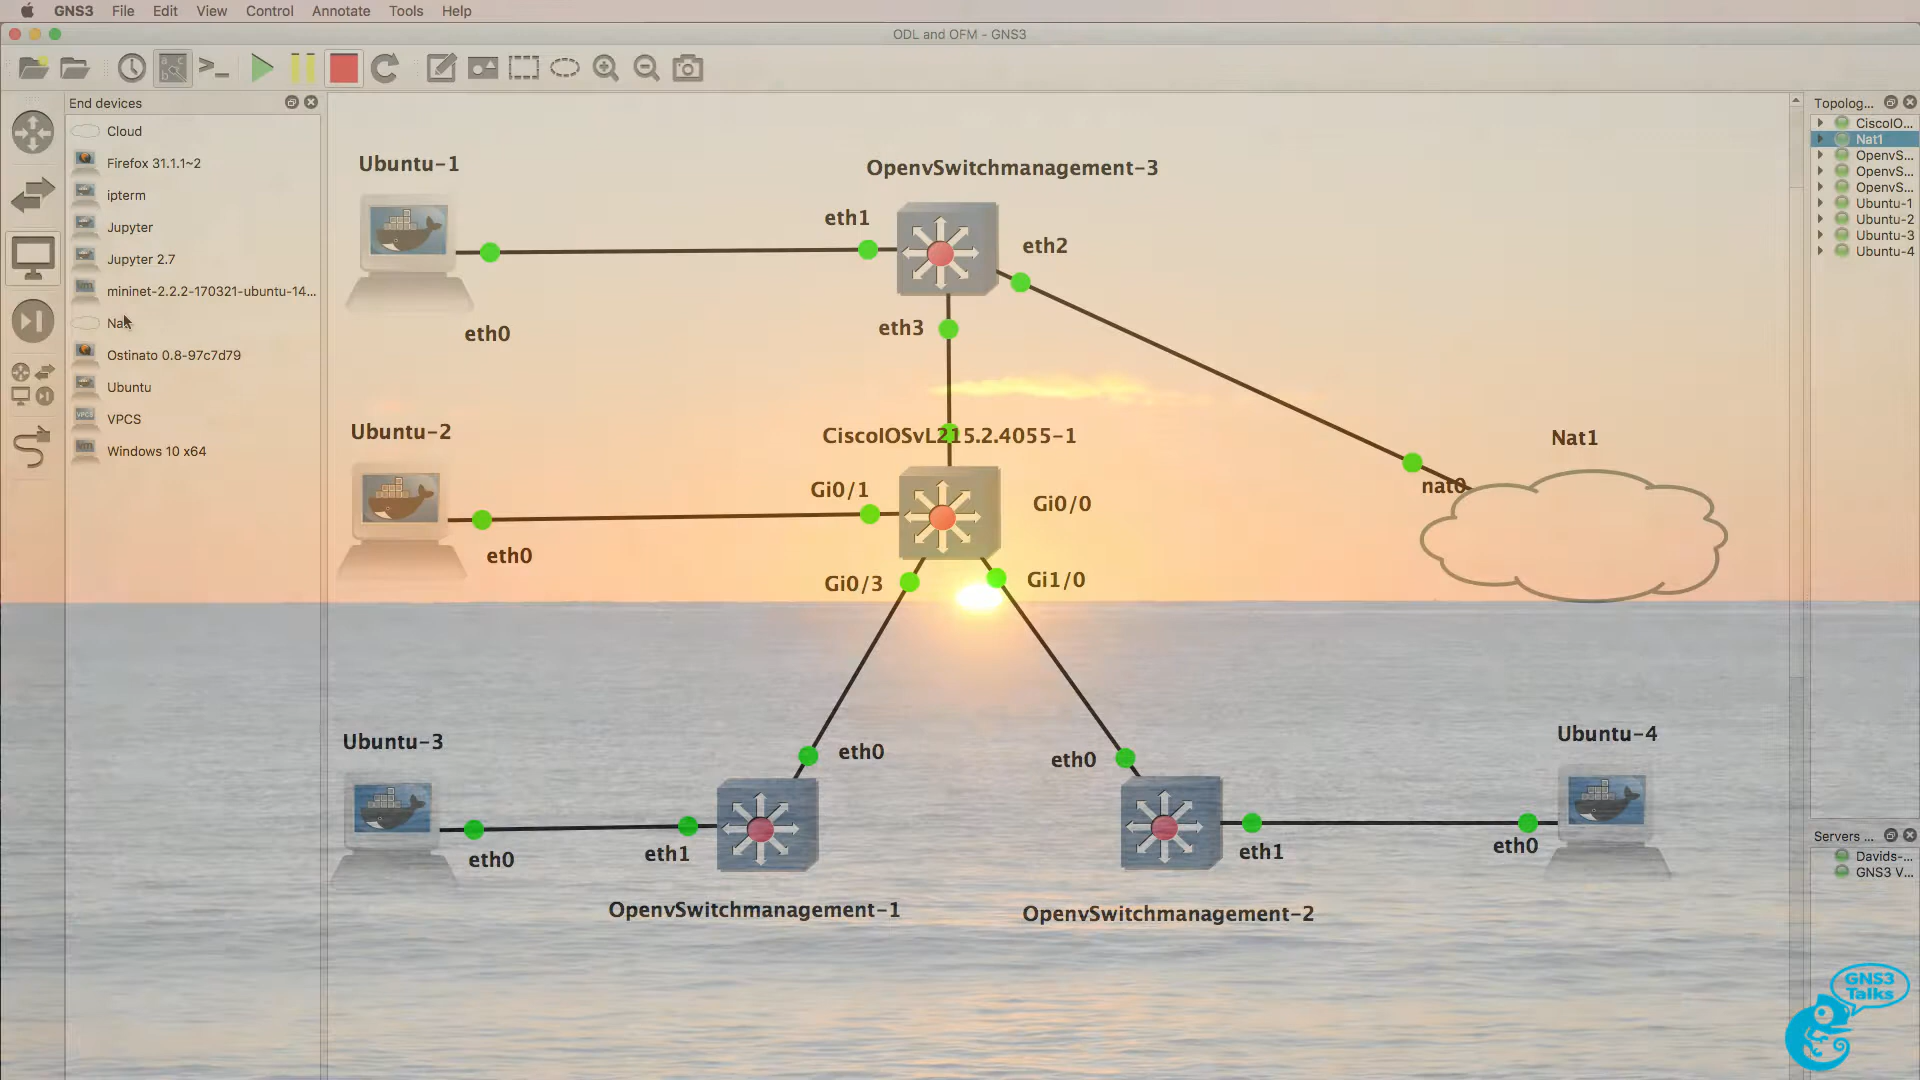 GNS3 File Edit View Control Annotate Tools Help
ODL and OFM - GNS3
End devices
Cloud
Firefox 31.1.1~2
ipterm
Jupyter
Jupyter 2.7
mininet-2.2.2-170321-ubuntu-14...
Ostinato 0.8-97c7d79
Ubuntu
VPCS
Windows 10 x64
Ubuntu-1
eth0
OpenvSwitchmanagement-3
eth1
eth2
eth3
Ubuntu-2
eth0
CiscoIOSvL215.2.4055-1
Gi0/1
Gi0/0
Gi0/3
Gi1/0
Nat1
nat0
Ubuntu-3
eth0
eth1
eth0
OpenvSwitchmanagement-1
eth0
eth1
OpenvSwitchmanagement-2
Ubuntu-4
eth0
Topolog...
CiscoIO...
Nat1
OpenvS...
OpenvS...
OpenvS...
Ubuntu-1
Ubuntu-2
Ubuntu-3
Ubuntu-4
Servers ...
Davids-...
GNS3 V...
GNS3
Talks